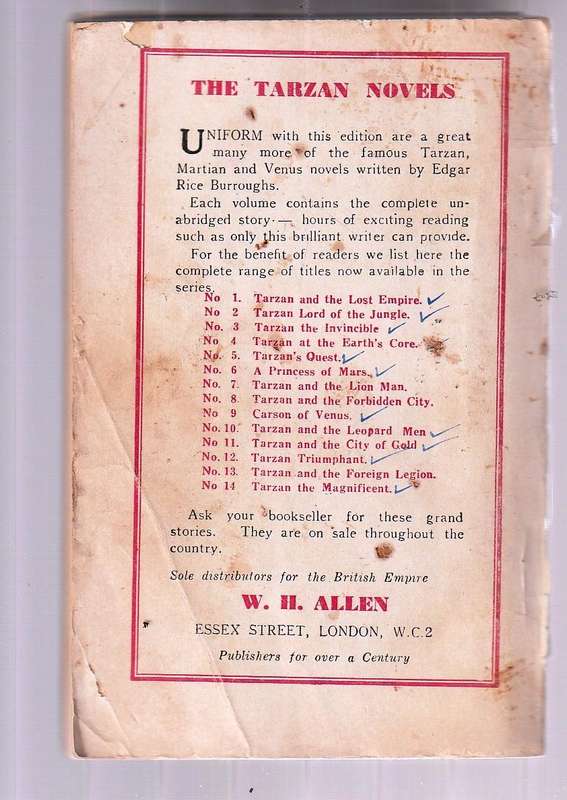 THE TARZAN NOVELS
UNIFORM with this edition are a great
many more of the famous Tarzan,
Martian and Venus novels written by Edgar
Rice Burroughs.
Each volume contains the complete un-
abridged story — hours of exciting reading
such as only this brilliant writer can provide.
For the benefit of readers we list here the
complete range of titles now available in the
series.
No 1. Tarzan and the Lost Empire.
No 2 Tarzan Lord of the Jungle.
No. 3 Tarzan the Invincible
No 4 Tarzan at the Earth's Core.
No. 5. Tarzan's Quest.
No. 6 A Princess of Mars.
No. 7. Tarzan and the Lion Man.
No. 8. Tarzan and the Forbidden City.
No 9 Carson of Venus.
No. 10. Tarzan and the Leopard Men
No 11. Tarzan and the City of Gold
No. 12. Tarzan Triumphant.
No. 13. Tarzan and the Foreign Legion.
No 14 Tarzan the Magnificent.
Ask your bookseller for these grand
stories. They are on sale throughout the
country.
Sole distributors for the British Empire
W. H. ALLEN
ESSEX STREET, LONDON, W.C.2
Publishers for over a Century